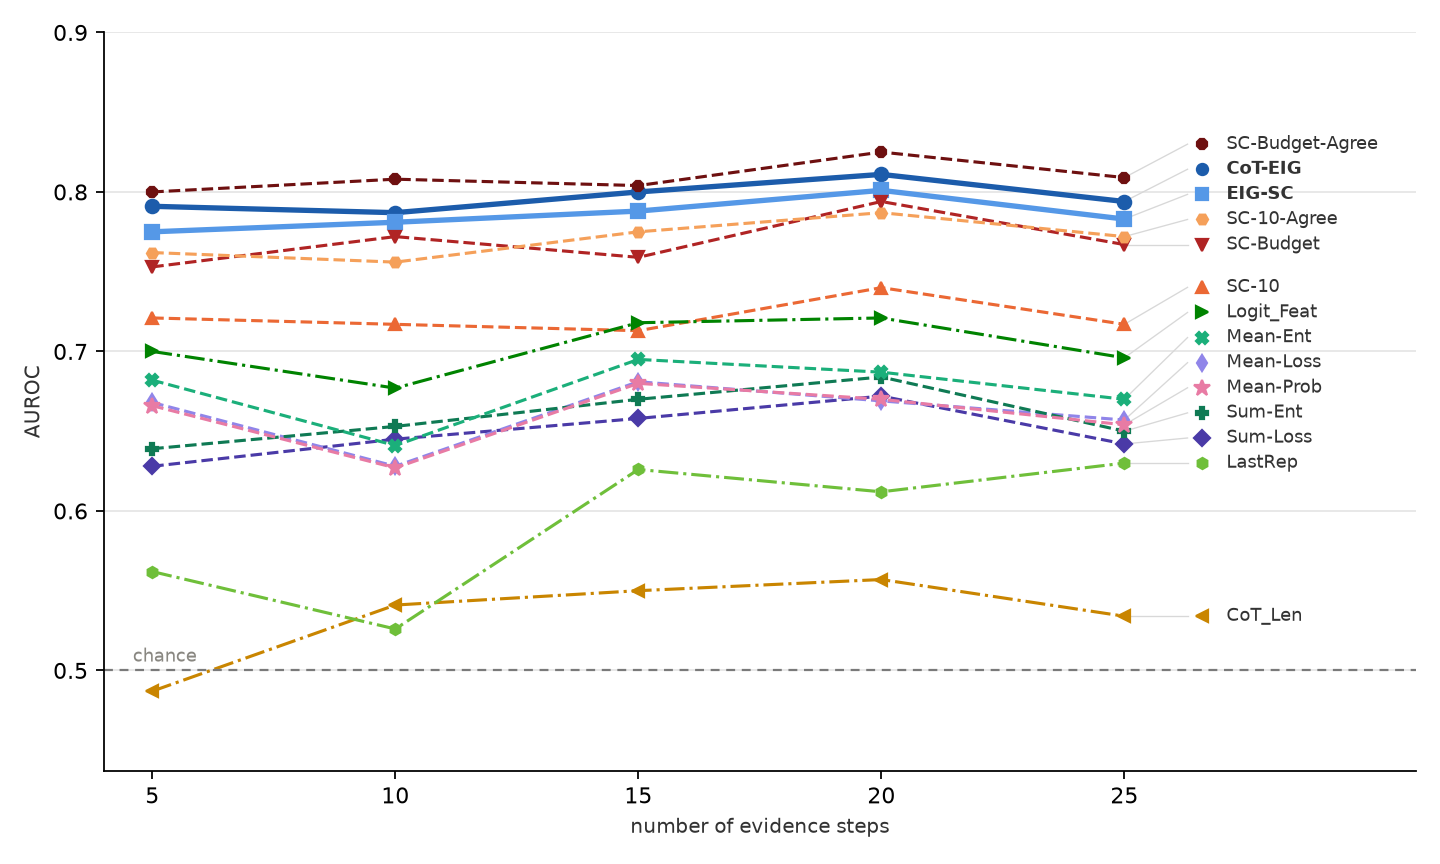 0.9
0.8
0.7
0.6
0.5
AUROC
chance
5
10
15
20
25
number of evidence steps
SC-Budget-Agree
CoT-EIG
EIG-SC
SC-10-Agree
SC-Budget
SC-10
Logit_Feat
Mean-Ent
Mean-Loss
Mean-Prob
Sum-Ent
Sum-Loss
LastRep
CoT_Len